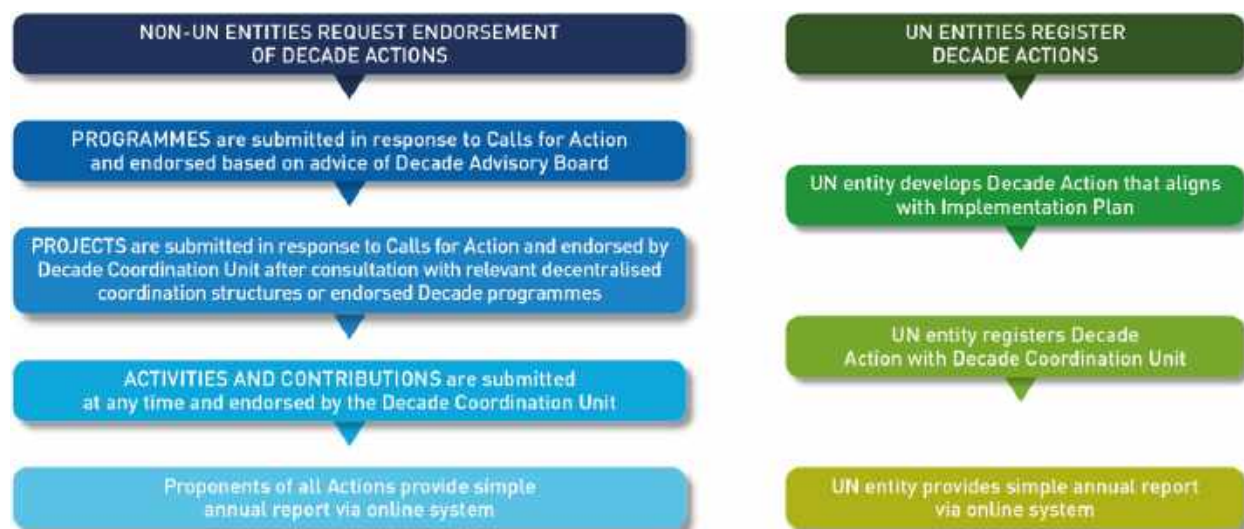 NON-UN ENTITIES REQUEST ENDORSEMENT
OF DECADE ACTIONS
PROGRAMMES are submitted in response to Calls for Action
and endorsed based on advice of Decade Advisory Board
PROJECTS are submitted in response to Calls for Action and endorsed by
Decade Coordination Unit after consultation with relevant decentralised
coordination structures or endorsed Decade programmes
ACTIVITIES AND CONTRIBUTIONS are submitted
at any time and endorsed by the Decade Coordination Unit
Proponents of all Actions provide simple
annual report via online system
UN ENTITIES REGISTER
DECADE ACTIONS
UN entity develops Decade Action that aligns
with Implementation Plan
UN entity registers Decade
Action with Decade Coordination Unit
UN entity provides simple annual report
via online system